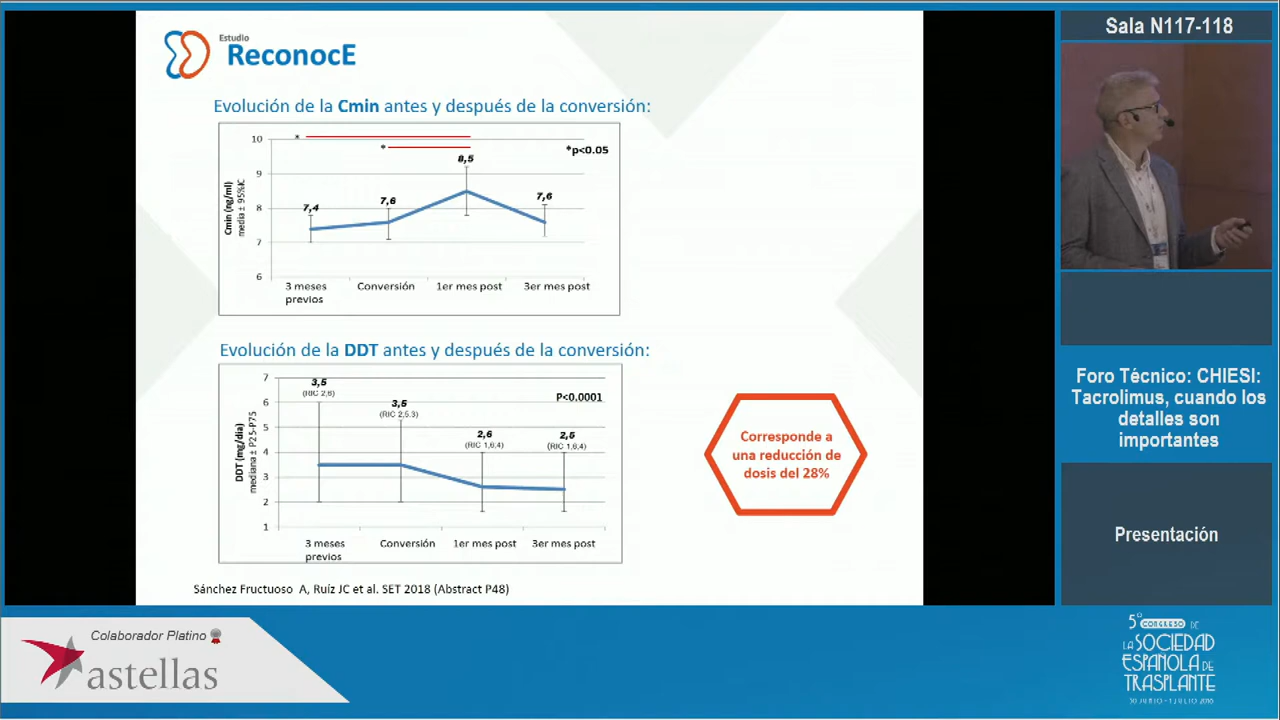 Estudio
ReconocE
Evolución de la Cmin antes y después de la conversión:
10
9
8
7
6
Cmin (ng/ml)
media ± 95%IC
*
*
*p<0.05
7,4
7,6
8,5
7,6
3 meses
previos
Conversión
1er mes post
3er mes post
Evolución de la DDT antes y después de la conversión:
7
6
5
4
3
2
1
DDT (mg/dia)
mediana ± P25-P75
3,5
(RIC 2,6)
3,5
(RIC 2,5.3)
2,6
(RIC 1,6,4)
2,5
(RIC 1,6,4)
P<0.0001
3 meses
previos
Conversión
1er mes post
3er mes post
Corresponde a
una reducción de
dosis del 28%
Sánchez Fructuoso A, Ruíz JC et al. SET 2018 (Abstract P48)
Sala N117-118
Foro Técnico: CHIESI:
Tacrolimus, cuando los
detalles son
importantes
Presentación
Colaborador Platino
astellas
5º CONGRESO DE
LA SOCIEDAD
ESPAÑOLA DE
TRASPLANTE
30 JUNIO - 1 JULIO 2018